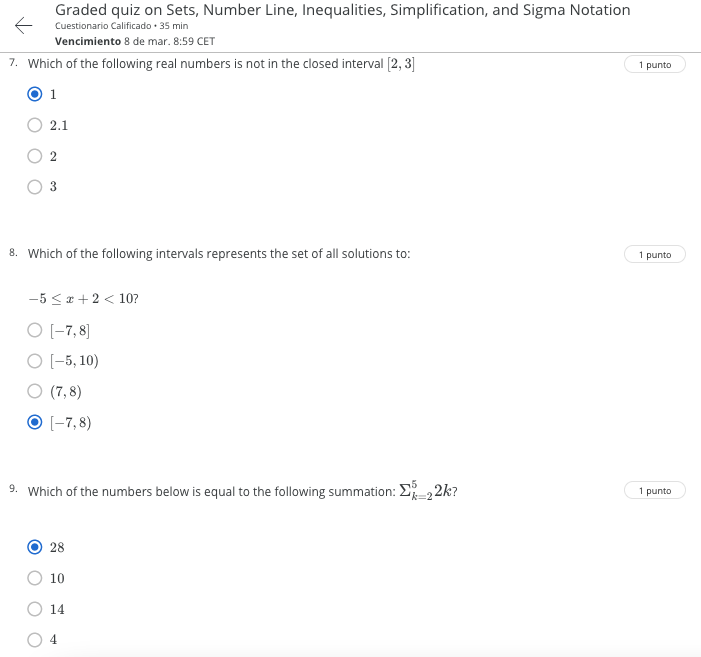 Graded quiz on Sets, Number Line, Inequalities, Simplification, and Sigma Notation
Cuestionario Calificado • 35 min
Vencimiento 8 de mar. 8:59 CET
7. Which of the following real numbers is not in the closed interval [2, 3]
1 punto
1
2.1
2
3
8. Which of the following intervals represents the set of all solutions to:
1 punto
−5 ≤ x + 2 < 10?
[−7, 8]
[−5, 10)
(7, 8)
[−7, 8)
9. Which of the numbers below is equal to the following summation: Σ⁵ₖ₌₂ 2k?
1 punto
28
10
14
4